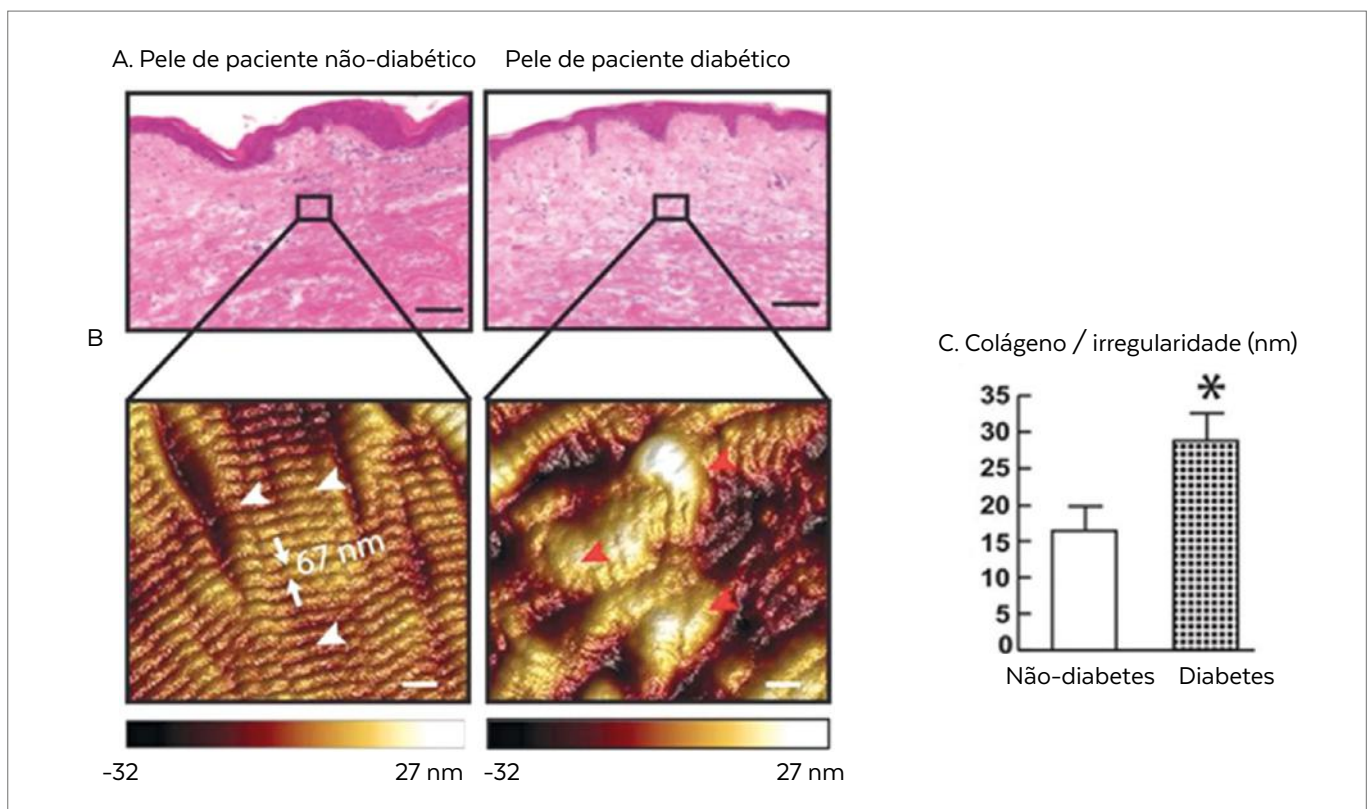 A. Pele de paciente não-diabético
Pele de paciente diabético
B
67 nm
-32
27 nm
-32
27 nm
C. Colágeno / irregularidade (nm)
*
35
30
25
20
15
10
5
0
Não-diabetes
Diabetes